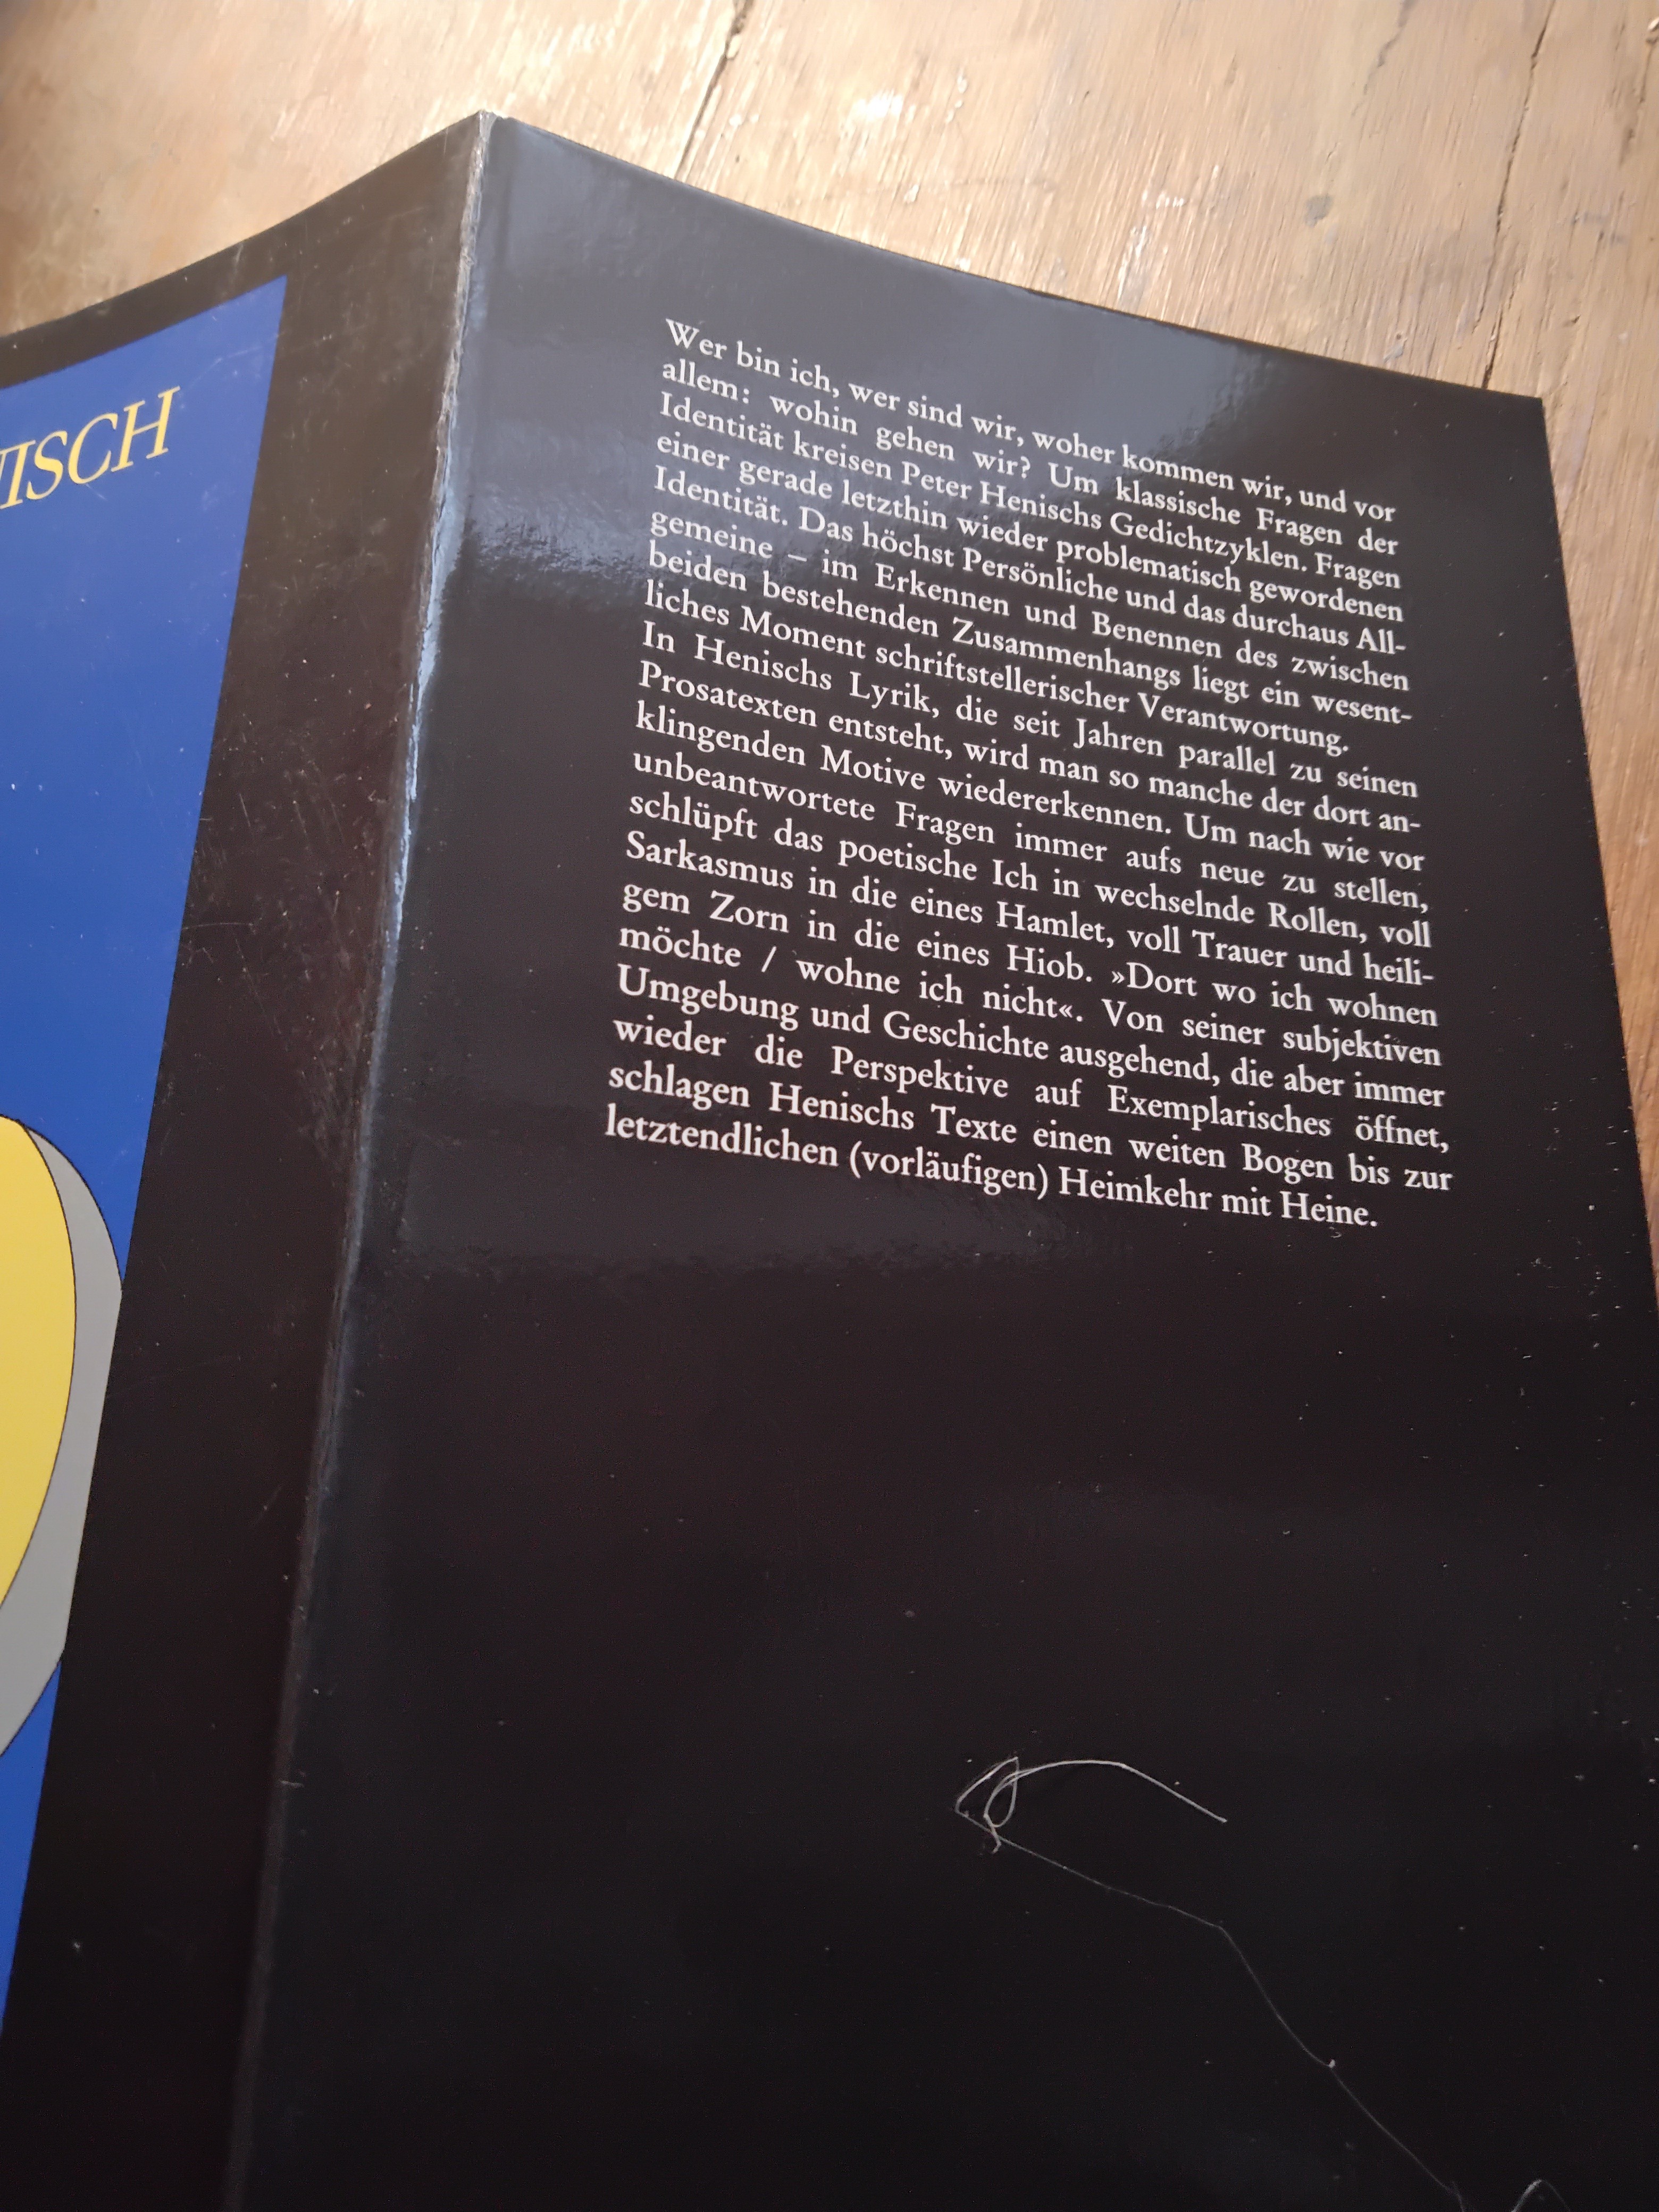 Wer bin ich, wer sind wir, woher kommen wir, und vor
allem: wohin gehen wir? Um klassische Fragen der
Identität kreisen Peter Henischs Gedichtzyklen. Fragen
einer gerade letzthin wieder problematisch gewordenen
Identität. Das höchst Persönliche und das durchaus All-
gemeine – im Erkennen und Benennen des zwischen
beiden bestehenden Zusammenhangs liegt ein wesent-
liches Moment schriftstellerischer Verantwortung.
In Henischs Lyrik, die seit Jahren parallel zu seinen
Prosatexten entsteht, wird man so manche der dort an-
klingenden Motive wiedererkennen. Um nach wie vor
unbeantwortete Fragen immer aufs neue zu stellen,
schlüpft das poetische Ich in wechselnde Rollen, voll
Sarkasmus in die eines Hamlet, voll Trauer und heili-
gem Zorn in die eines Hiob. »Dort wo ich wohnen
möchte / wohne ich nicht«. Von seiner subjektiven
Umgebung und Geschichte ausgehend, die aber immer
wieder die Perspektive auf Exemplarisches öffnet,
schlagen Henischs Texte einen weiten Bogen bis zur
letztendlichen (vorläufigen) Heimkehr mit Heine.
ISCH